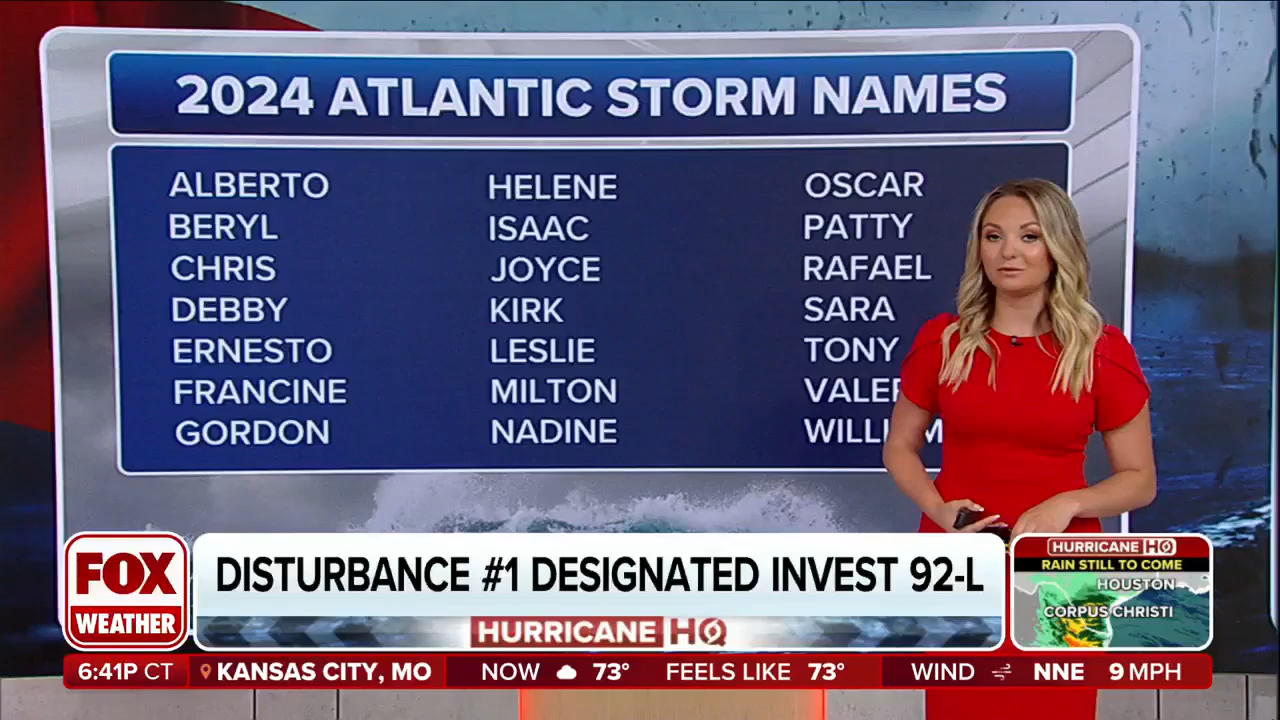 2024 ATLANTIC STORM NAMES
ALBERTO
BERYL
CHRIS
DEBBY
ERNESTO
FRANCINE
GORDON
HELENE
ISAAC
JOYCE
KIRK
LESLIE
MILTON
NADINE
OSCAR
PATTY
RAFAEL
SARA
TONY
VALER
WILLI M
FOX
WEATHER
DISTURBANCE #1 DESIGNATED INVEST 92-L
HURRICANE HQ
HURRICANE HQ
RAIN STILL TO COME
HOUSTON
CORPUS CHRISTI
6:41P CT KANSAS CITY, MO NOW 73° FEELS LIKE 73° WIND NNE 9 MPH